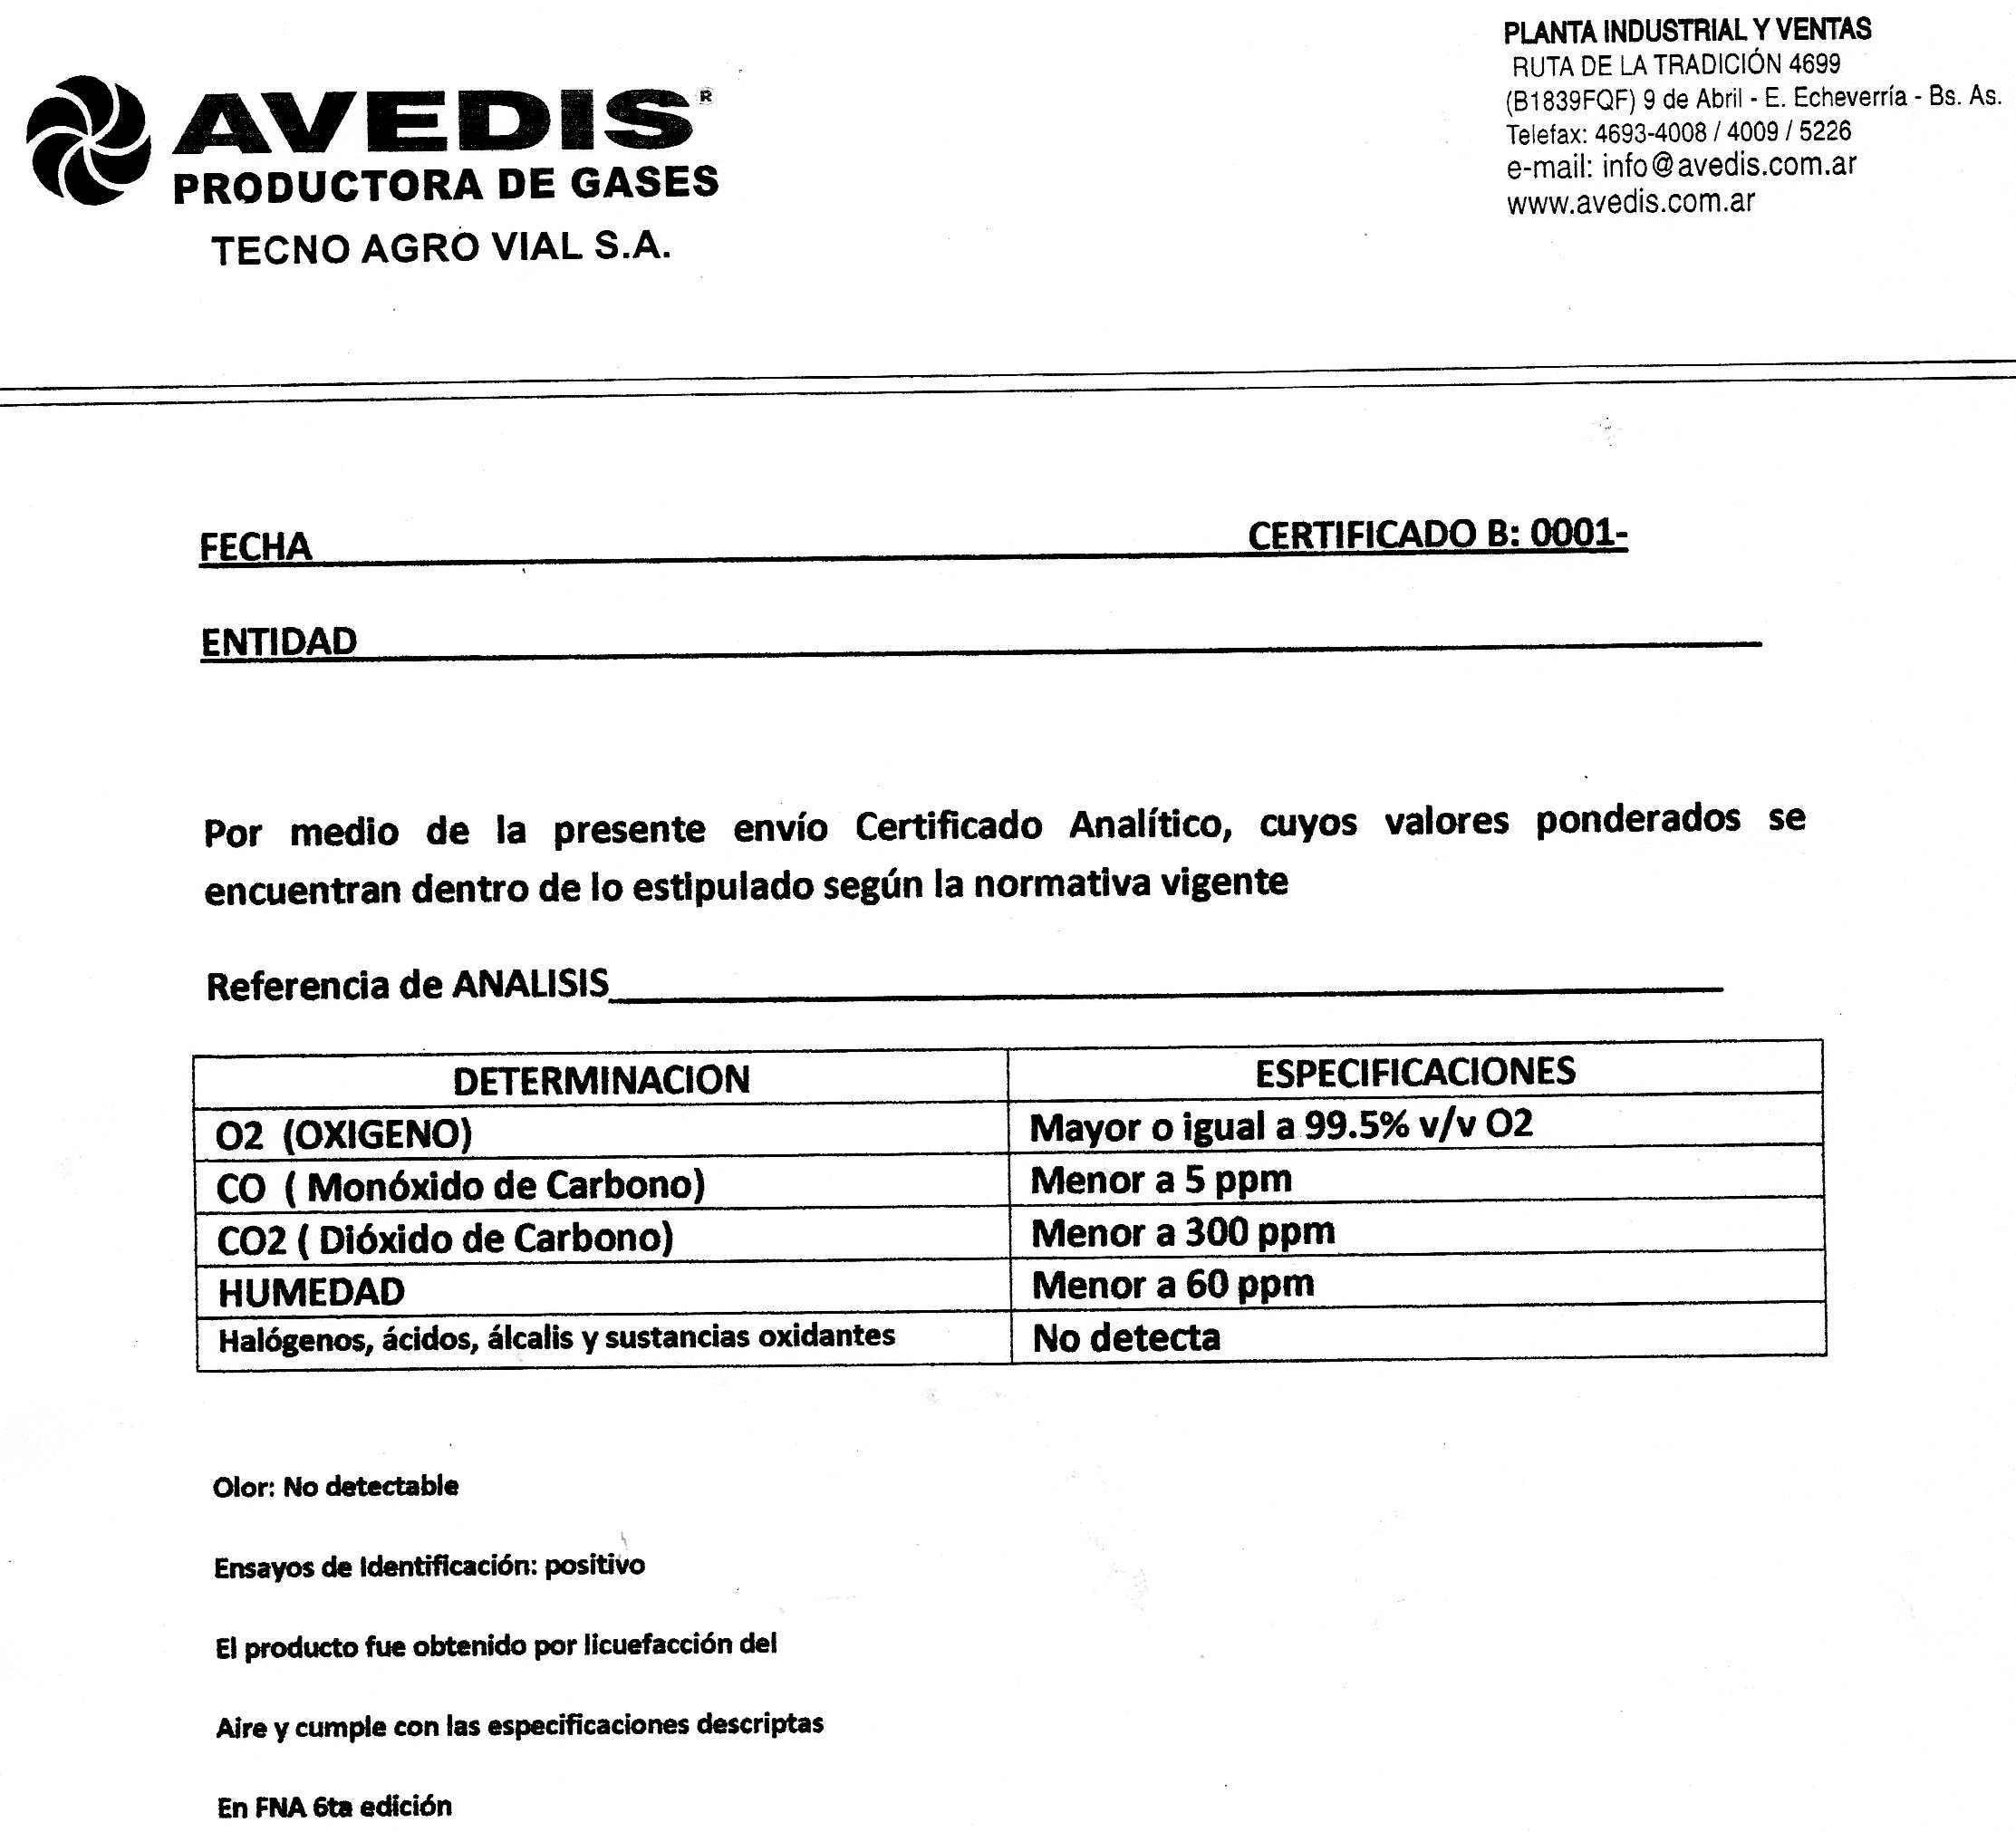 AVEDIS®
PRODUCTORA DE GASES
TECNO AGRO VIAL S.A.
PLANTA INDUSTRIAL Y VENTAS
RUTA DE LA TRADICIÓN 4699
(B1839FQF) 9 de Abril - E. Echeverría - Bs. As.
Telefax: 4693-4008 / 4009 / 5226
e-mail: info@avedis.com.ar
www.avedis.com.ar
FECHA CERTIFICADO B: 0001-
ENTIDAD
Por medio de la presente envío Certificado Analítico, cuyos valores ponderados se
encuentran dentro de lo estipulado según la normativa vigente
Referencia de ANALISIS
DETERMINACION ESPECIFICACIONES
O2 (OXIGENO) Mayor o igual a 99.5% v/v O2
CO ( Monóxido de Carbono) Menor a 5 ppm
CO2 ( Dióxido de Carbono) Menor a 300 ppm
HUMEDAD Menor a 60 ppm
Halógenos, ácidos, álcalis y sustancias oxidantes No detecta
Olor: No detectable
Ensayos de Identificación: positivo
El producto fue obtenido por licuefacción del
Aire y cumple con las especificaciones descriptas
En FNA 6ta edición